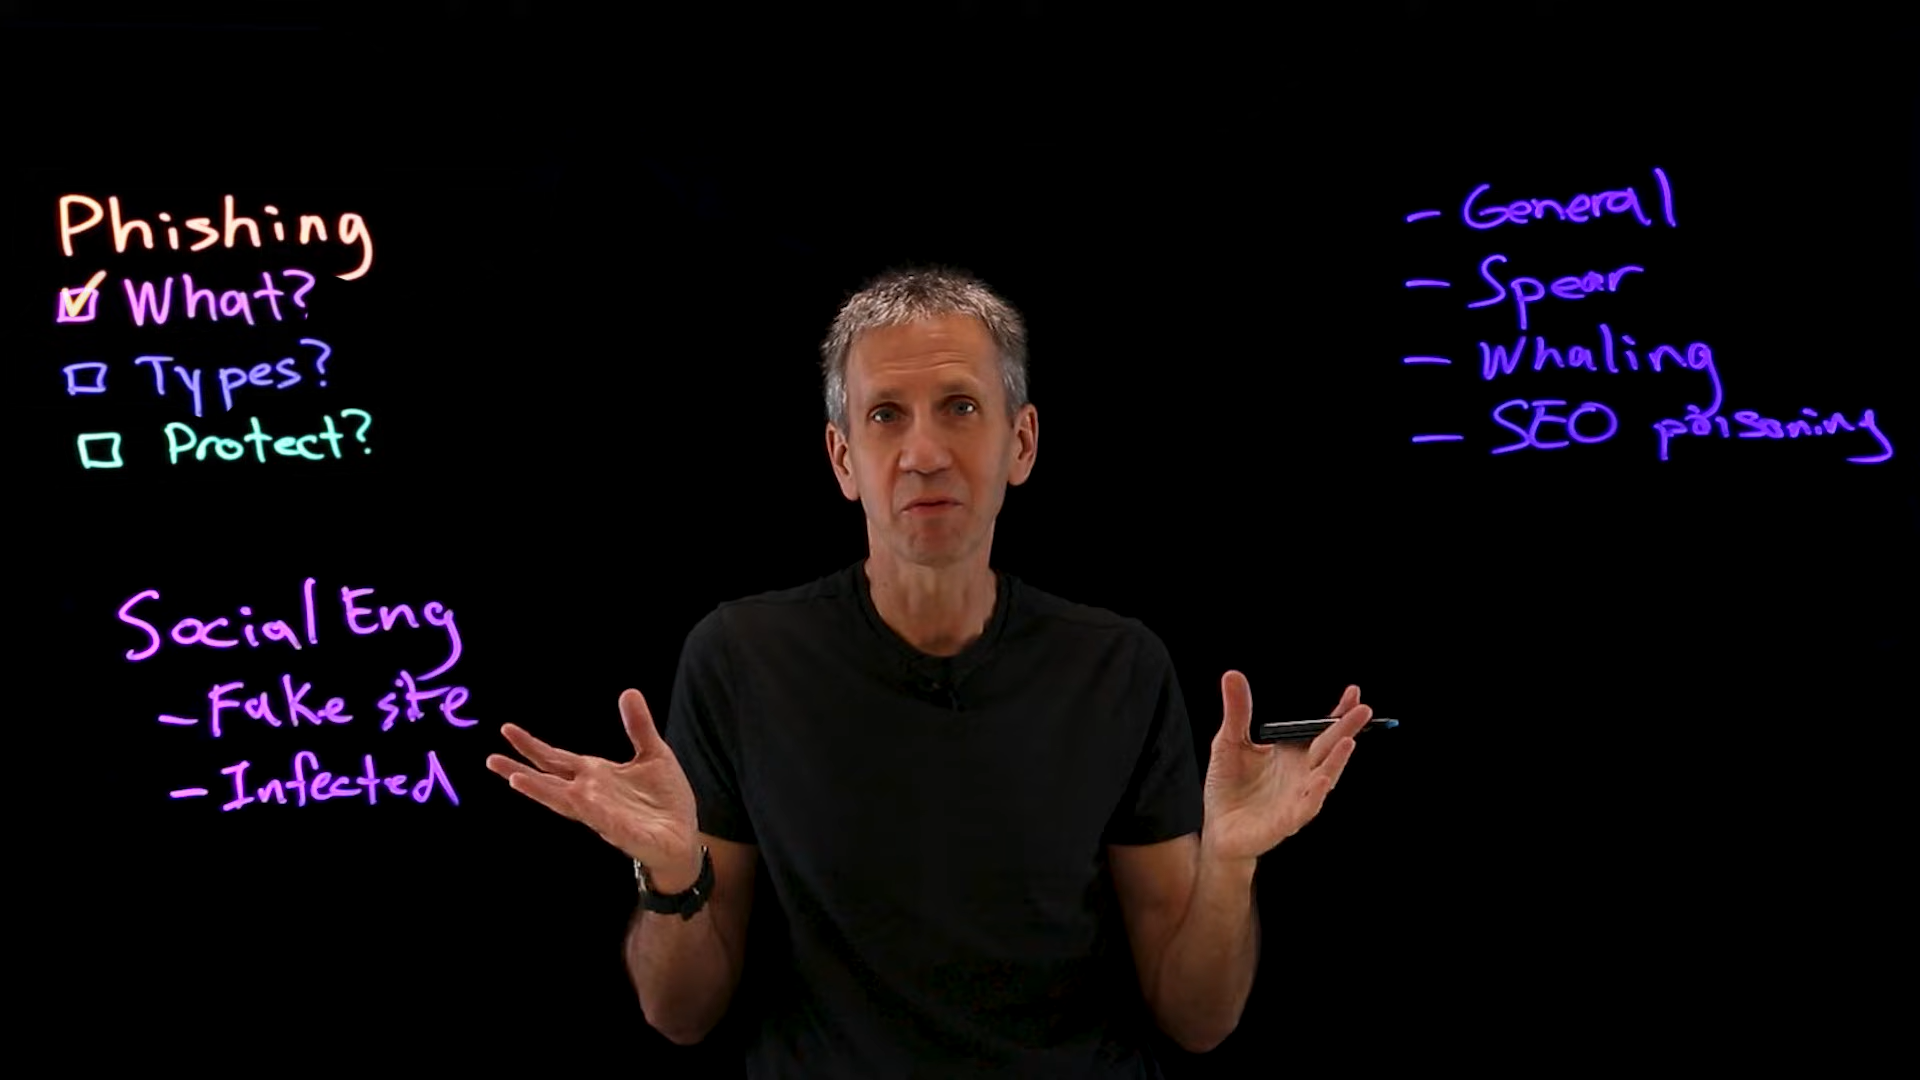 Phishing
What?
Types?
Protect?
Social Eng
- Fake site
- Infected
- General
- Spear
- Whaling
- SEO poisoning